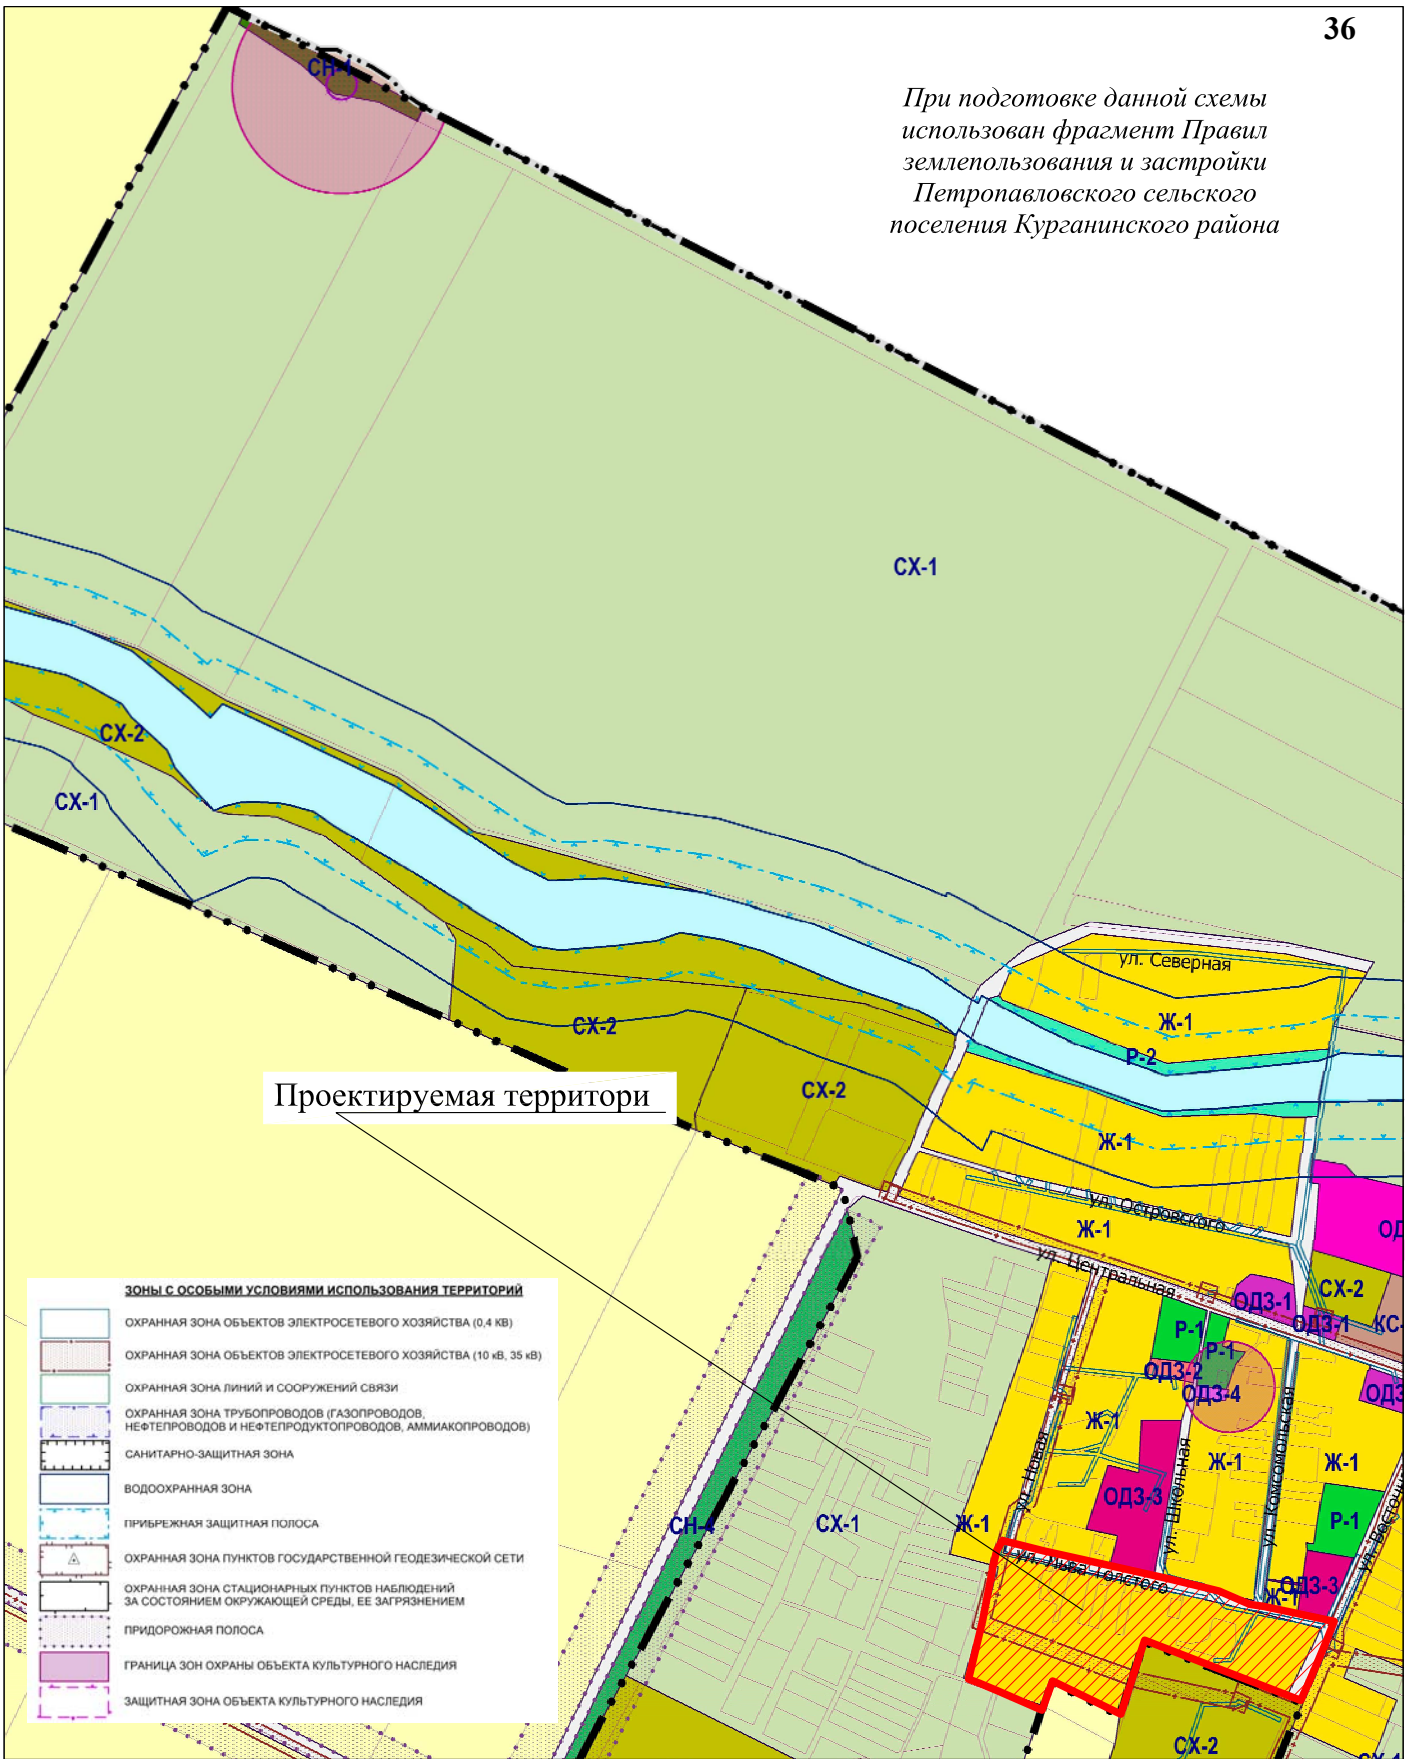 36
При подготовке данной схемы
использован фрагмент Правил
землепользования и застройки
Петропавловского сельского
поселения Курганинского района
СН-1
СХ-1
СХ-2
СХ-1
ул. Северная
Ж-1
Р-2
СХ-2
СХ-2
Проектируемая территори
Ж-1
ул. Островского
Ж-1
ОД
ул. Центральная
СХ-2
ОДЗ-1
ОДЗ-1
КС-
Р-1
Р-1
ОДЗ-2
ОДЗ-4
ОДЗ
Ж-1
Ж-1
Ж-1
ул. Новая
ул. Школьная
ул. Комсомольская
ул. Восточная
ОДЗ-3
Р-1
СХ-1
Ж-1
ул. Льва Толстого
Ж-1
ОДЗ-3
СХ-2
ЗОНЫ С ОСОБЫМИ УСЛОВИЯМИ ИСПОЛЬЗОВАНИЯ ТЕРРИТОРИЙ
ОХРАННАЯ ЗОНА ОБЪЕКТОВ ЭЛЕКТРОСЕТЕВОГО ХОЗЯЙСТВА (0,4 КВ)
ОХРАННАЯ ЗОНА ОБЪЕКТОВ ЭЛЕКТРОСЕТЕВОГО ХОЗЯЙСТВА (10 кВ, 35 кВ)
ОХРАННАЯ ЗОНА ЛИНИЙ И СООРУЖЕНИЙ СВЯЗИ
ОХРАННАЯ ЗОНА ТРУБОПРОВОДОВ (ГАЗОПРОВОДОВ,
НЕФТЕПРОВОДОВ И НЕФТЕПРОДУКТОПРОВОДОВ, АММИАКОПРОВОДОВ)
САНИТАРНО-ЗАЩИТНАЯ ЗОНА
ВОДООХРАННАЯ ЗОНА
ПРИБРЕЖНАЯ ЗАЩИТНАЯ ПОЛОСА
ОХРАННАЯ ЗОНА ПУНКТОВ ГОСУДАРСТВЕННОЙ ГЕОДЕЗИЧЕСКОЙ СЕТИ
ОХРАННАЯ ЗОНА СТАЦИОНАРНЫХ ПУНКТОВ НАБЛЮДЕНИЙ
ЗА СОСТОЯНИЕМ ОКРУЖАЮЩЕЙ СРЕДЫ, ЕЕ ЗАГРЯЗНЕНИЕМ
ПРИДОРОЖНАЯ ПОЛОСА
ГРАНИЦА ЗОН ОХРАНЫ ОБЪЕКТА КУЛЬТУРНОГО НАСЛЕДИЯ
ЗАЩИТНАЯ ЗОНА ОБЪЕКТА КУЛЬТУРНОГО НАСЛЕДИЯ